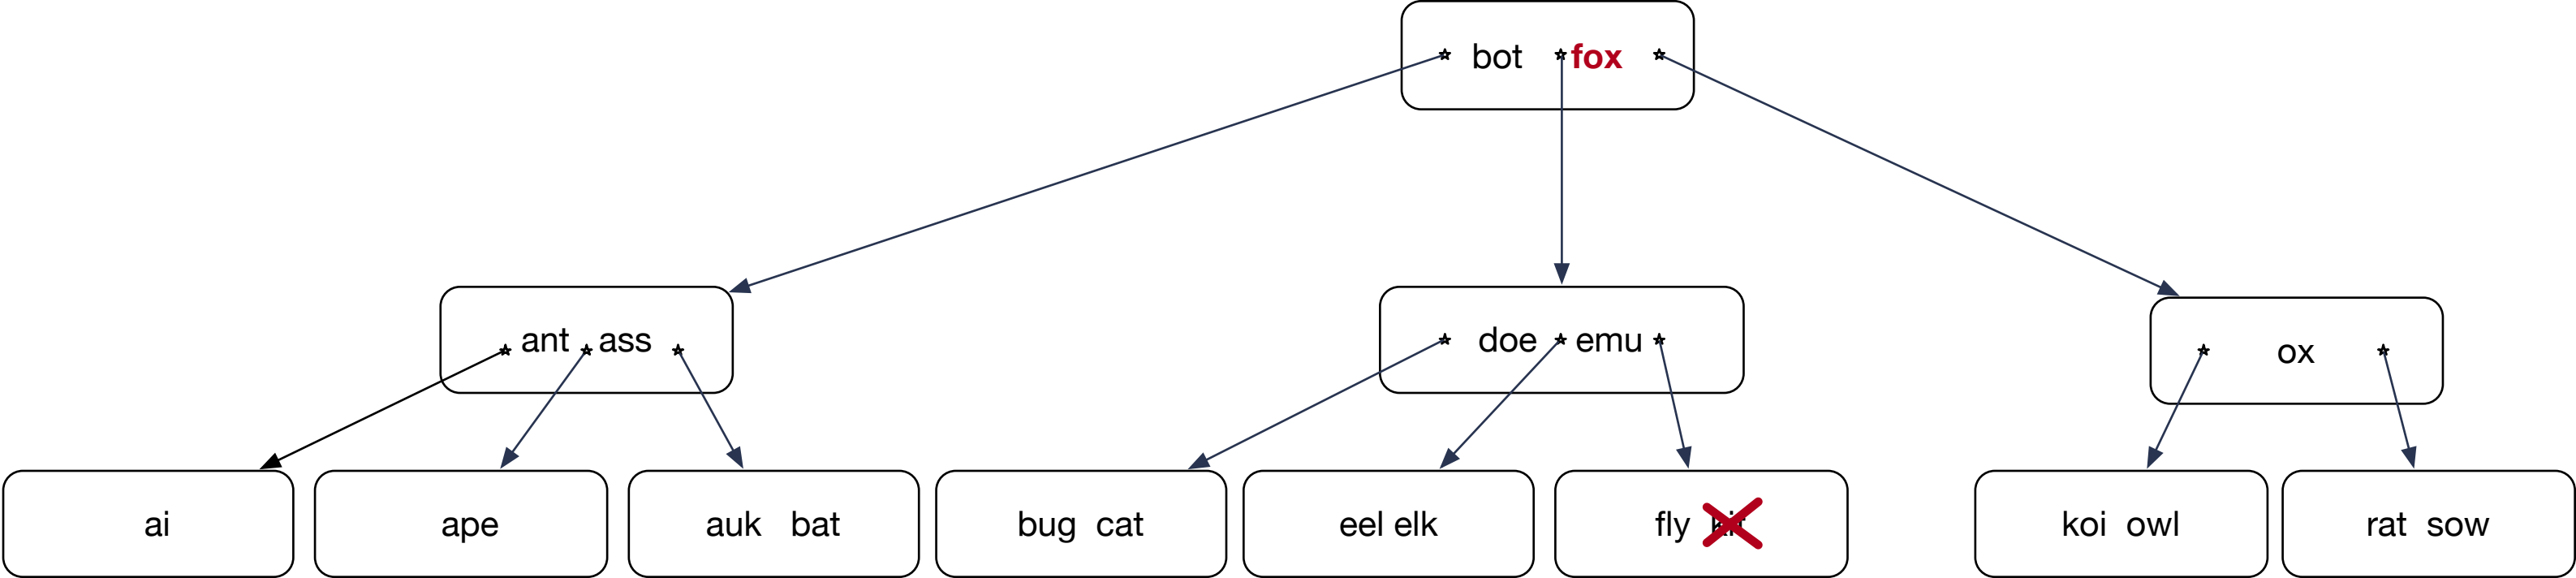 bot fox
ant ass
doe emu
ox
ai
ape
auk bat
bug cat
eel elk
fly
koi owl
rat sow